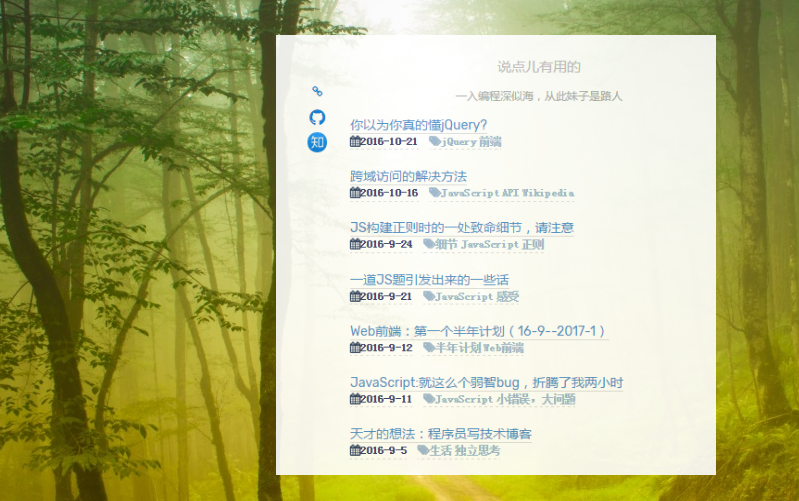 说点儿有用的
一入编程深似海，从此妹子是路人
知
你以为你真的懂jQuery?
2016-10-21 jQuery 前端
跨域访问的解决方法
2016-10-16 JavaScript API Wikipedia
JS构建正则时的一处致命细节，请注意
2016-9-24 细节 JavaScript 正则
一道JS题引发出来的一些话
2016-9-21 JavaScript 感受
Web前端：第一个半年计划（16-9--2017-1）
2016-9-12 半年计划 Web前端
JavaScript:就这么个弱智bug，折腾了我两小时
2016-9-11 JavaScript 小错误，大问题
天才的想法：程序员写技术博客
2016-9-5 生活 独立思考